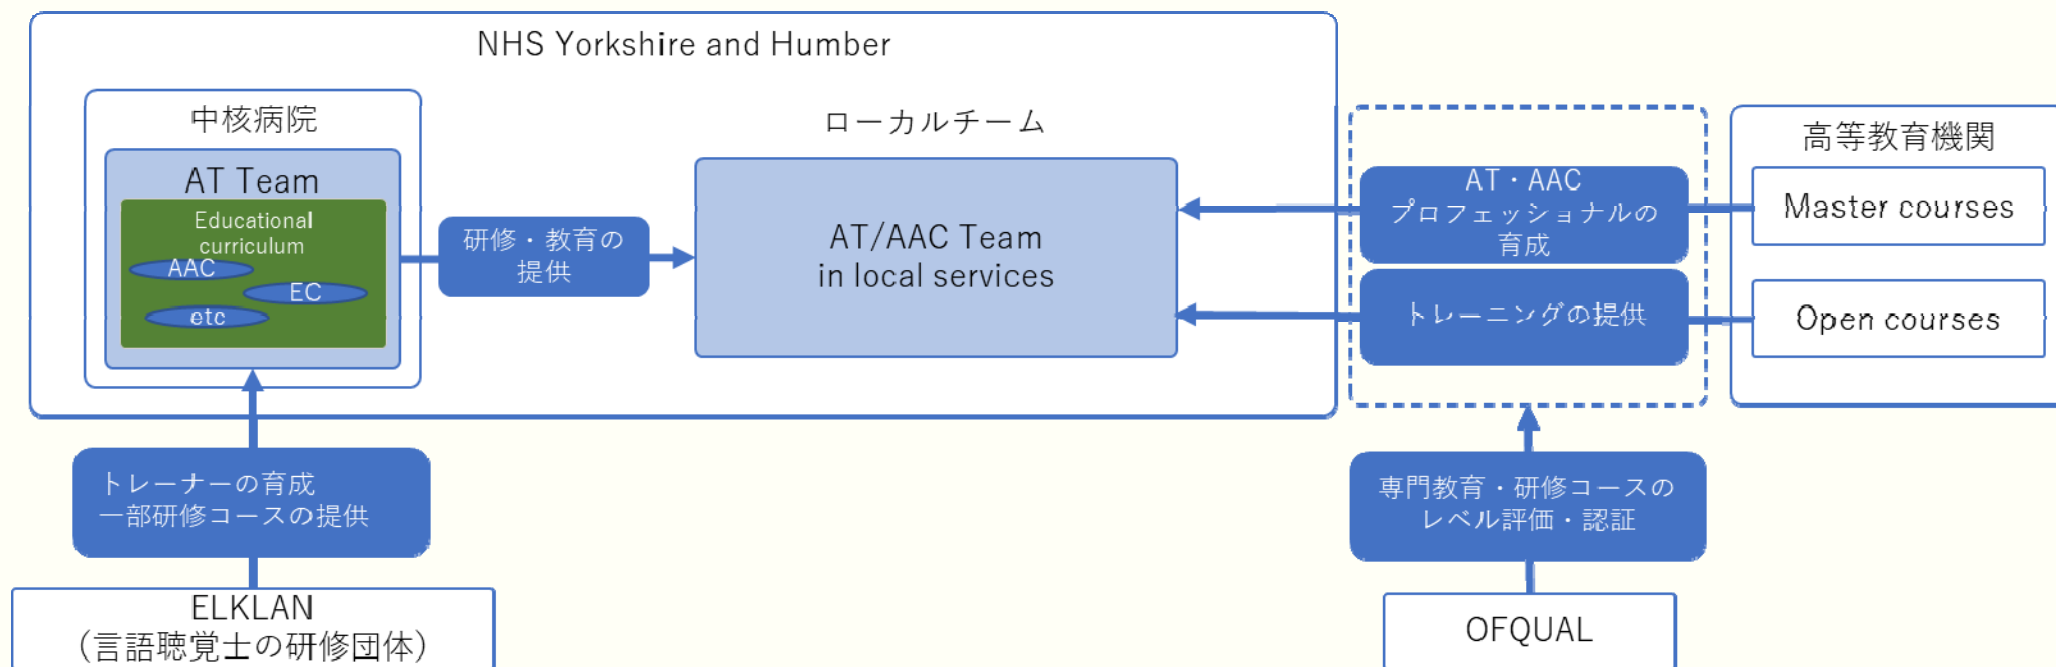 NHS Yorkshire and Humber
中核病院
AT Team
Educational
curriculum
AAC
EC
etc
研修・教育の
提供
ローカルチーム
AT/AAC Team
in local services
AT・AAC
プロフェッショナルの
育成
トレーニングの提供
高等教育機関
Master courses
Open courses
トレーナーの育成
一部研修コースの提供
ELKLAN
（言語聴覚士の研修団体）
専門教育・研修コースの
レベル評価・認証
OFQUAL